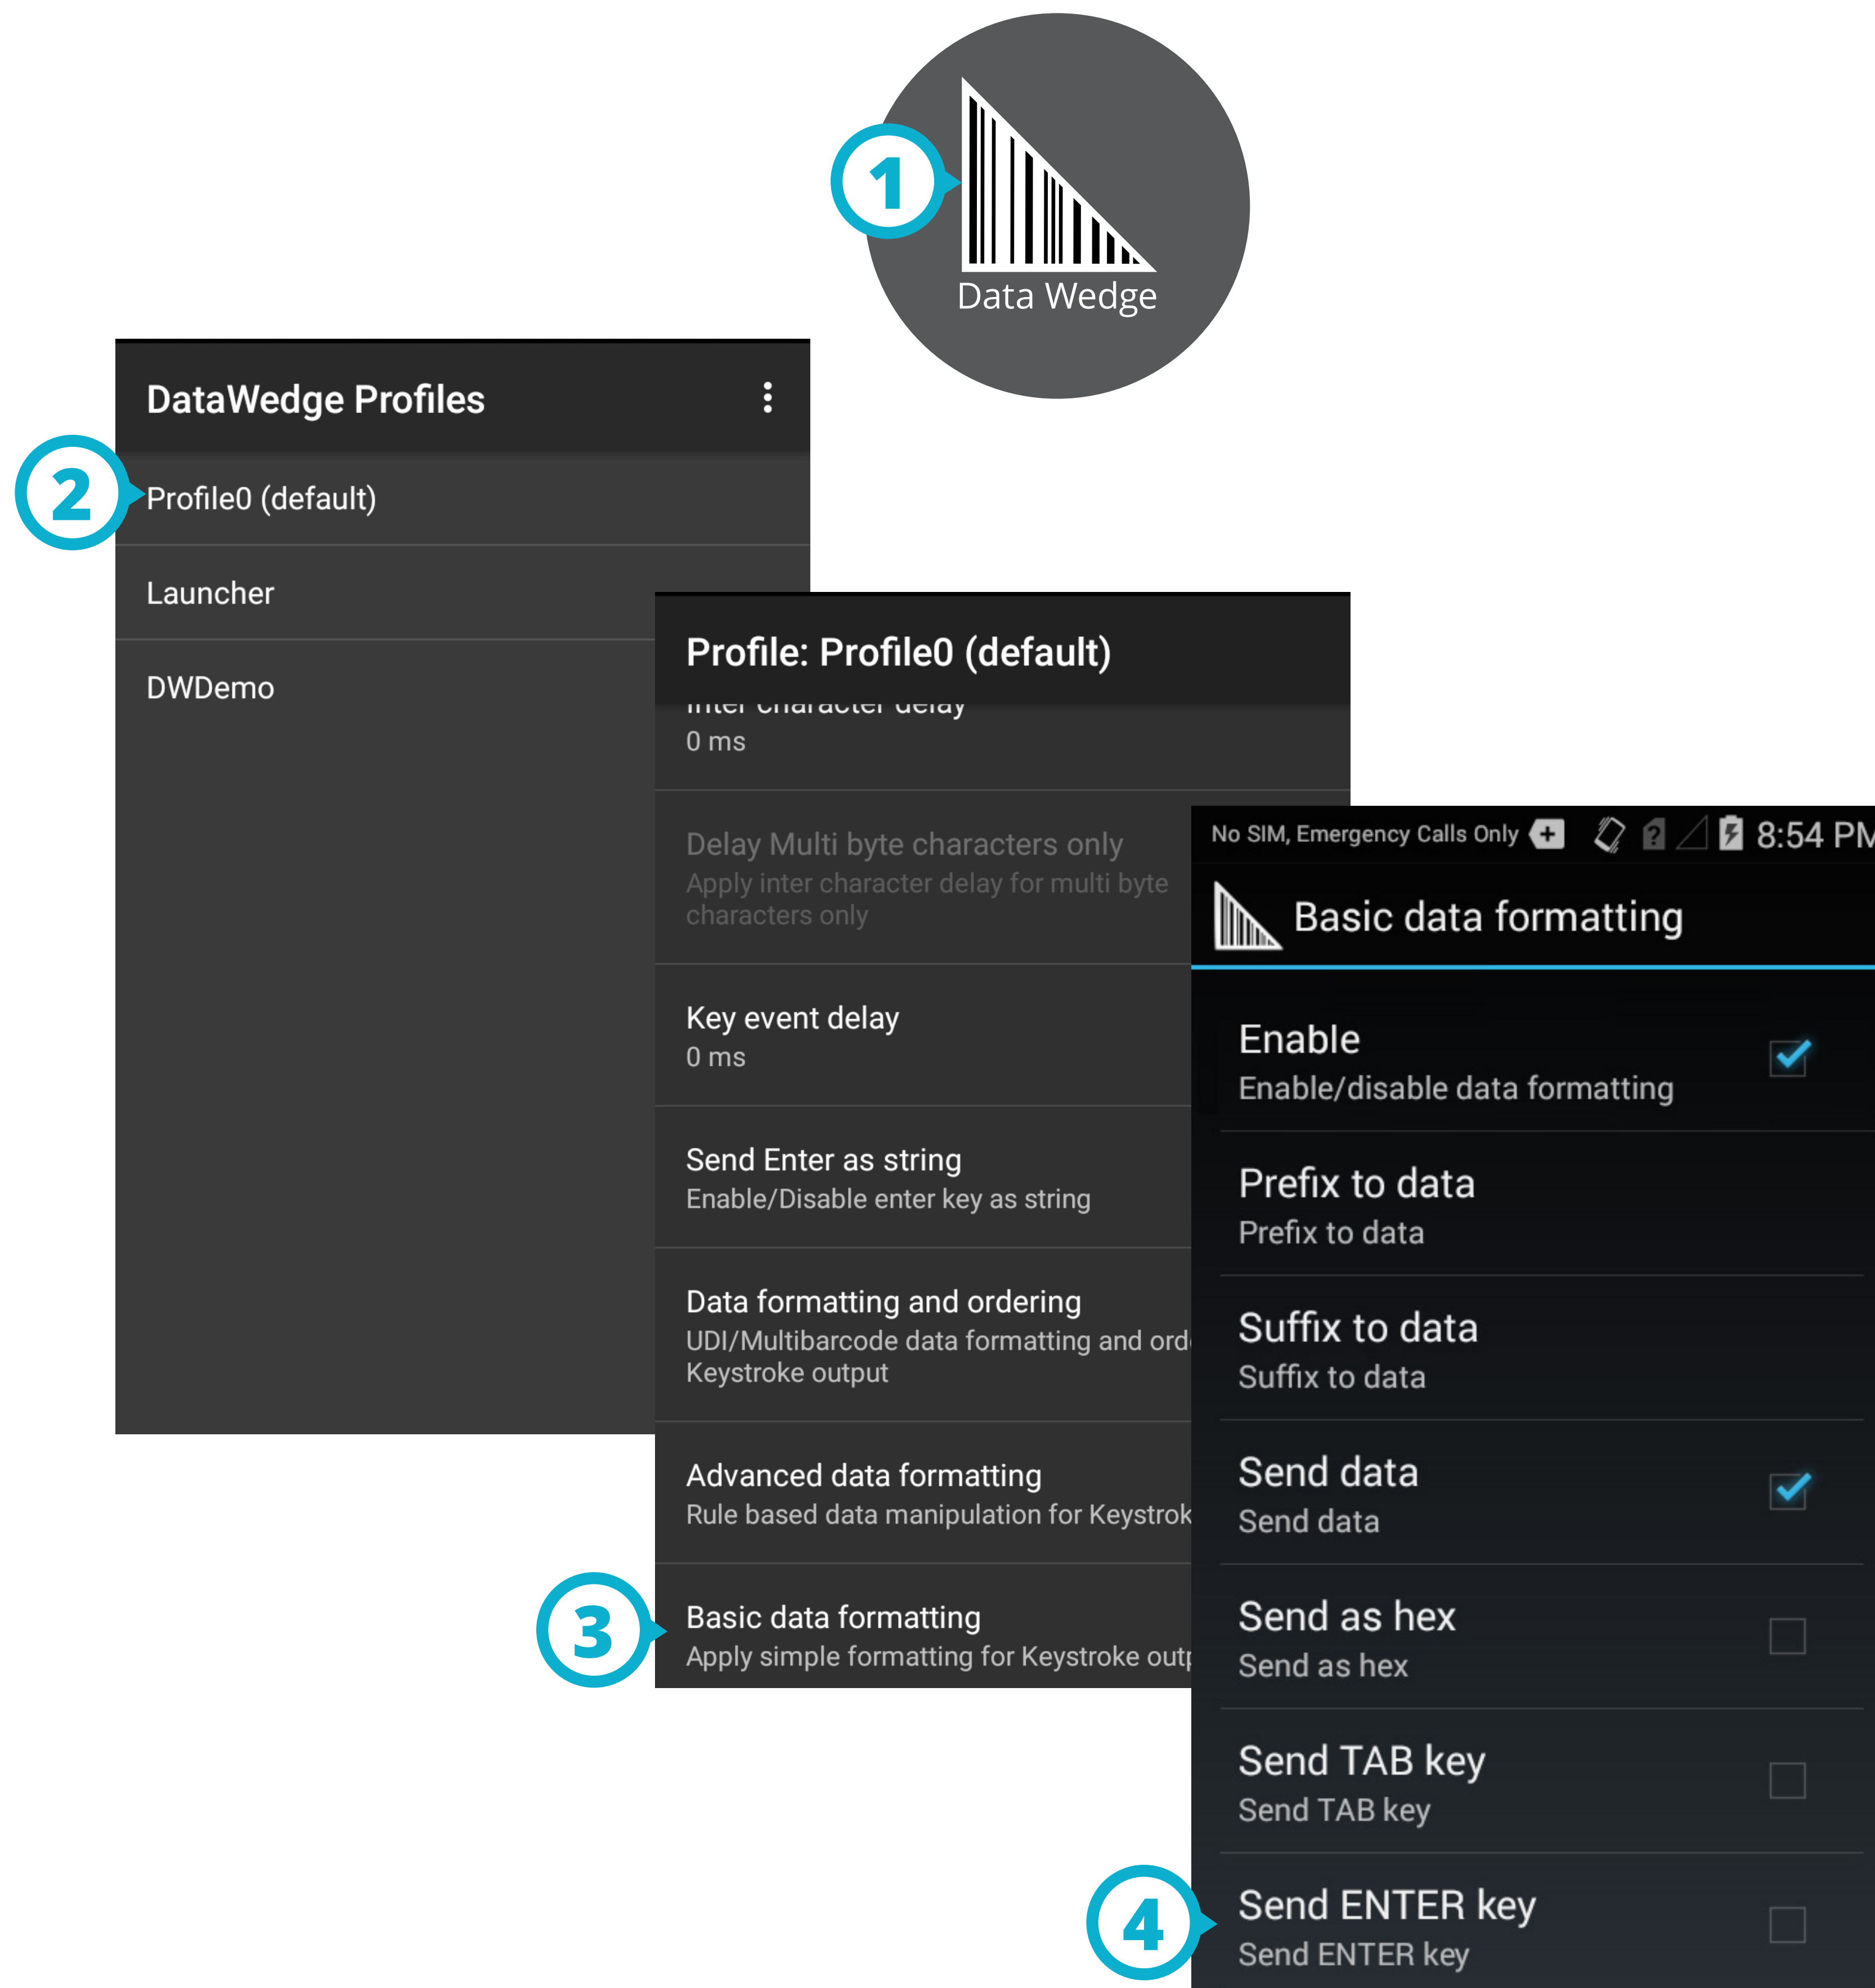 1
Data Wedge
DataWedge Profiles
2
Profile0 (default)
Launcher
DWDemo
Profile: Profile0 (default)
Inter character delay
0 ms
Delay Multi byte characters only
Apply inter character delay for multi byte
characters only
Key event delay
0 ms
Send Enter as string
Enable/Disable enter key as string
Data formatting and ordering
UDI/Multibarcode data formatting and ord
Keystroke output
Advanced data formatting
Rule based data manipulation for Keystrok
3
Basic data formatting
Apply simple formatting for Keystroke outp
No SIM, Emergency Calls Only 8:54 PM
Basic data formatting
Enable
Enable/disable data formatting
Prefix to data
Prefix to data
Suffix to data
Suffix to data
Send data
Send data
Send as hex
Send as hex
Send TAB key
Send TAB key
4
Send ENTER key
Send ENTER key